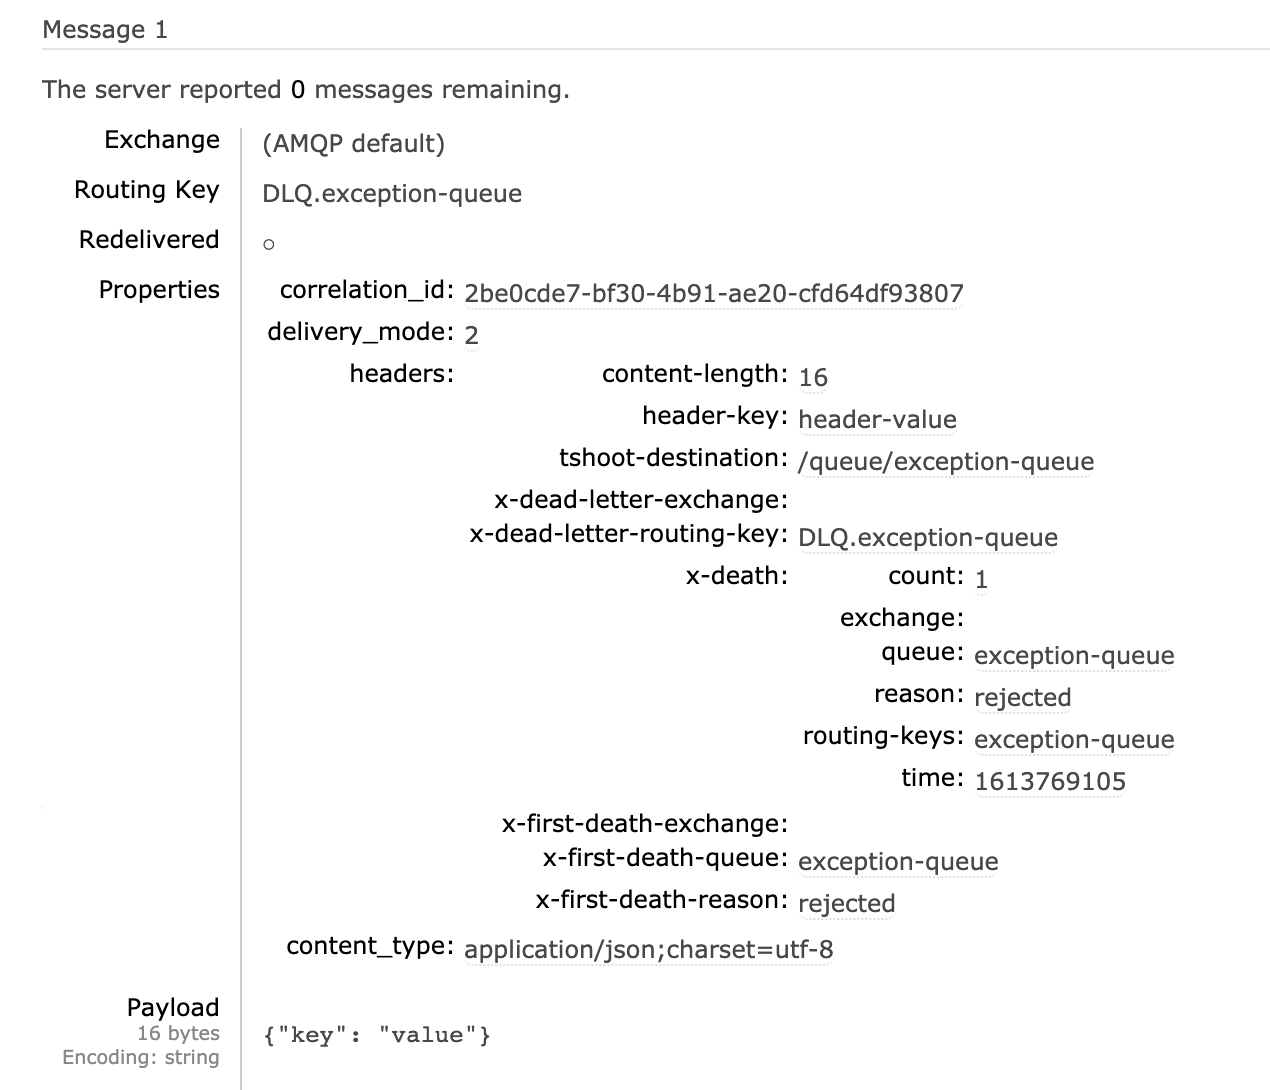 Message 1
The server reported 0 messages remaining.
Exchange (AMQP default)
Routing Key DLQ.exception-queue
Redelivered ○
Properties correlation_id: 2be0cde7-bf30-4b91-ae20-cfd64df93807
delivery_mode: 2
headers: content-length: 16
header-key: header-value
tshoot-destination: /queue/exception-queue
x-dead-letter-exchange:
x-dead-letter-routing-key: DLQ.exception-queue
x-death: count: 1
exchange:
queue: exception-queue
reason: rejected
routing-keys: exception-queue
time: 1613769105
x-first-death-exchange:
x-first-death-queue: exception-queue
x-first-death-reason: rejected
content_type: application/json;charset=utf-8
Payload
16 bytes {"key": "value"}
Encoding: string